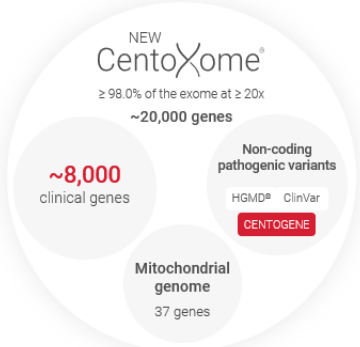 NEW
CentoXome®
≥ 98.0% of the exome at ≥ 20x
~20,000 genes
~8,000
clinical genes
Non-coding
pathogenic variants
HGMD® ClinVar
CENTOGENE
Mitochondrial
genome
37 genes